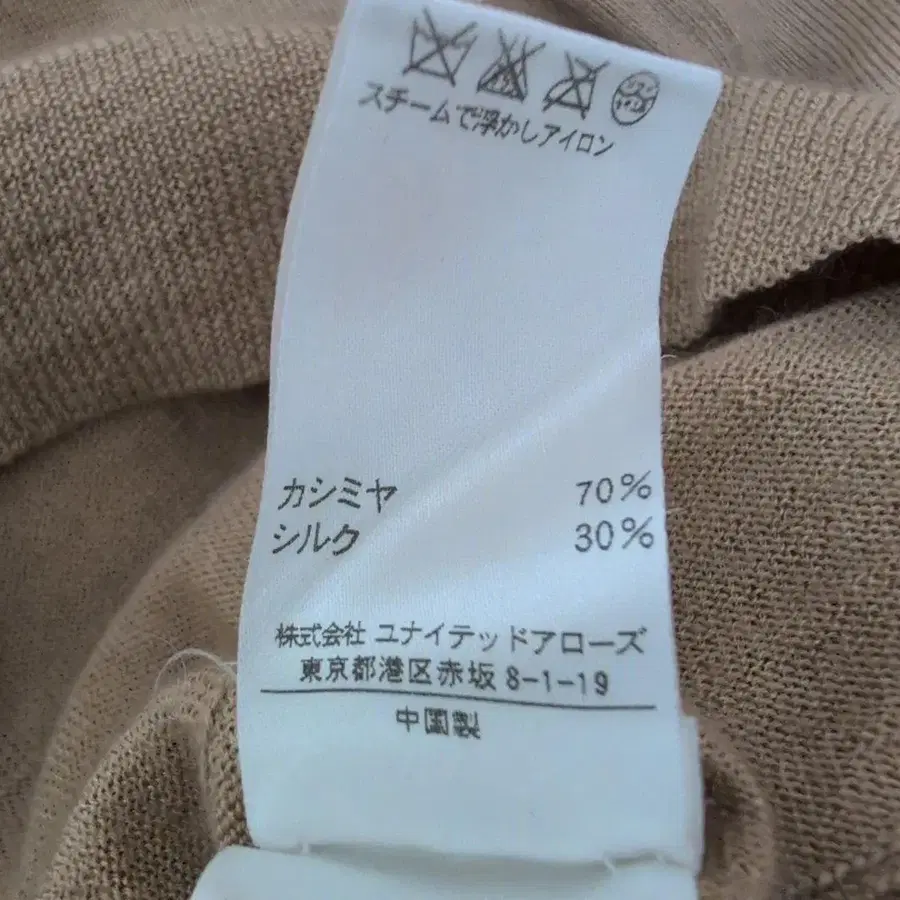 スチームで浮かしアイロン
カシミヤ 70%
シルク 30%
株式会社 ユナイテッドアローズ
東京都港区赤坂 8-1-19
中国製